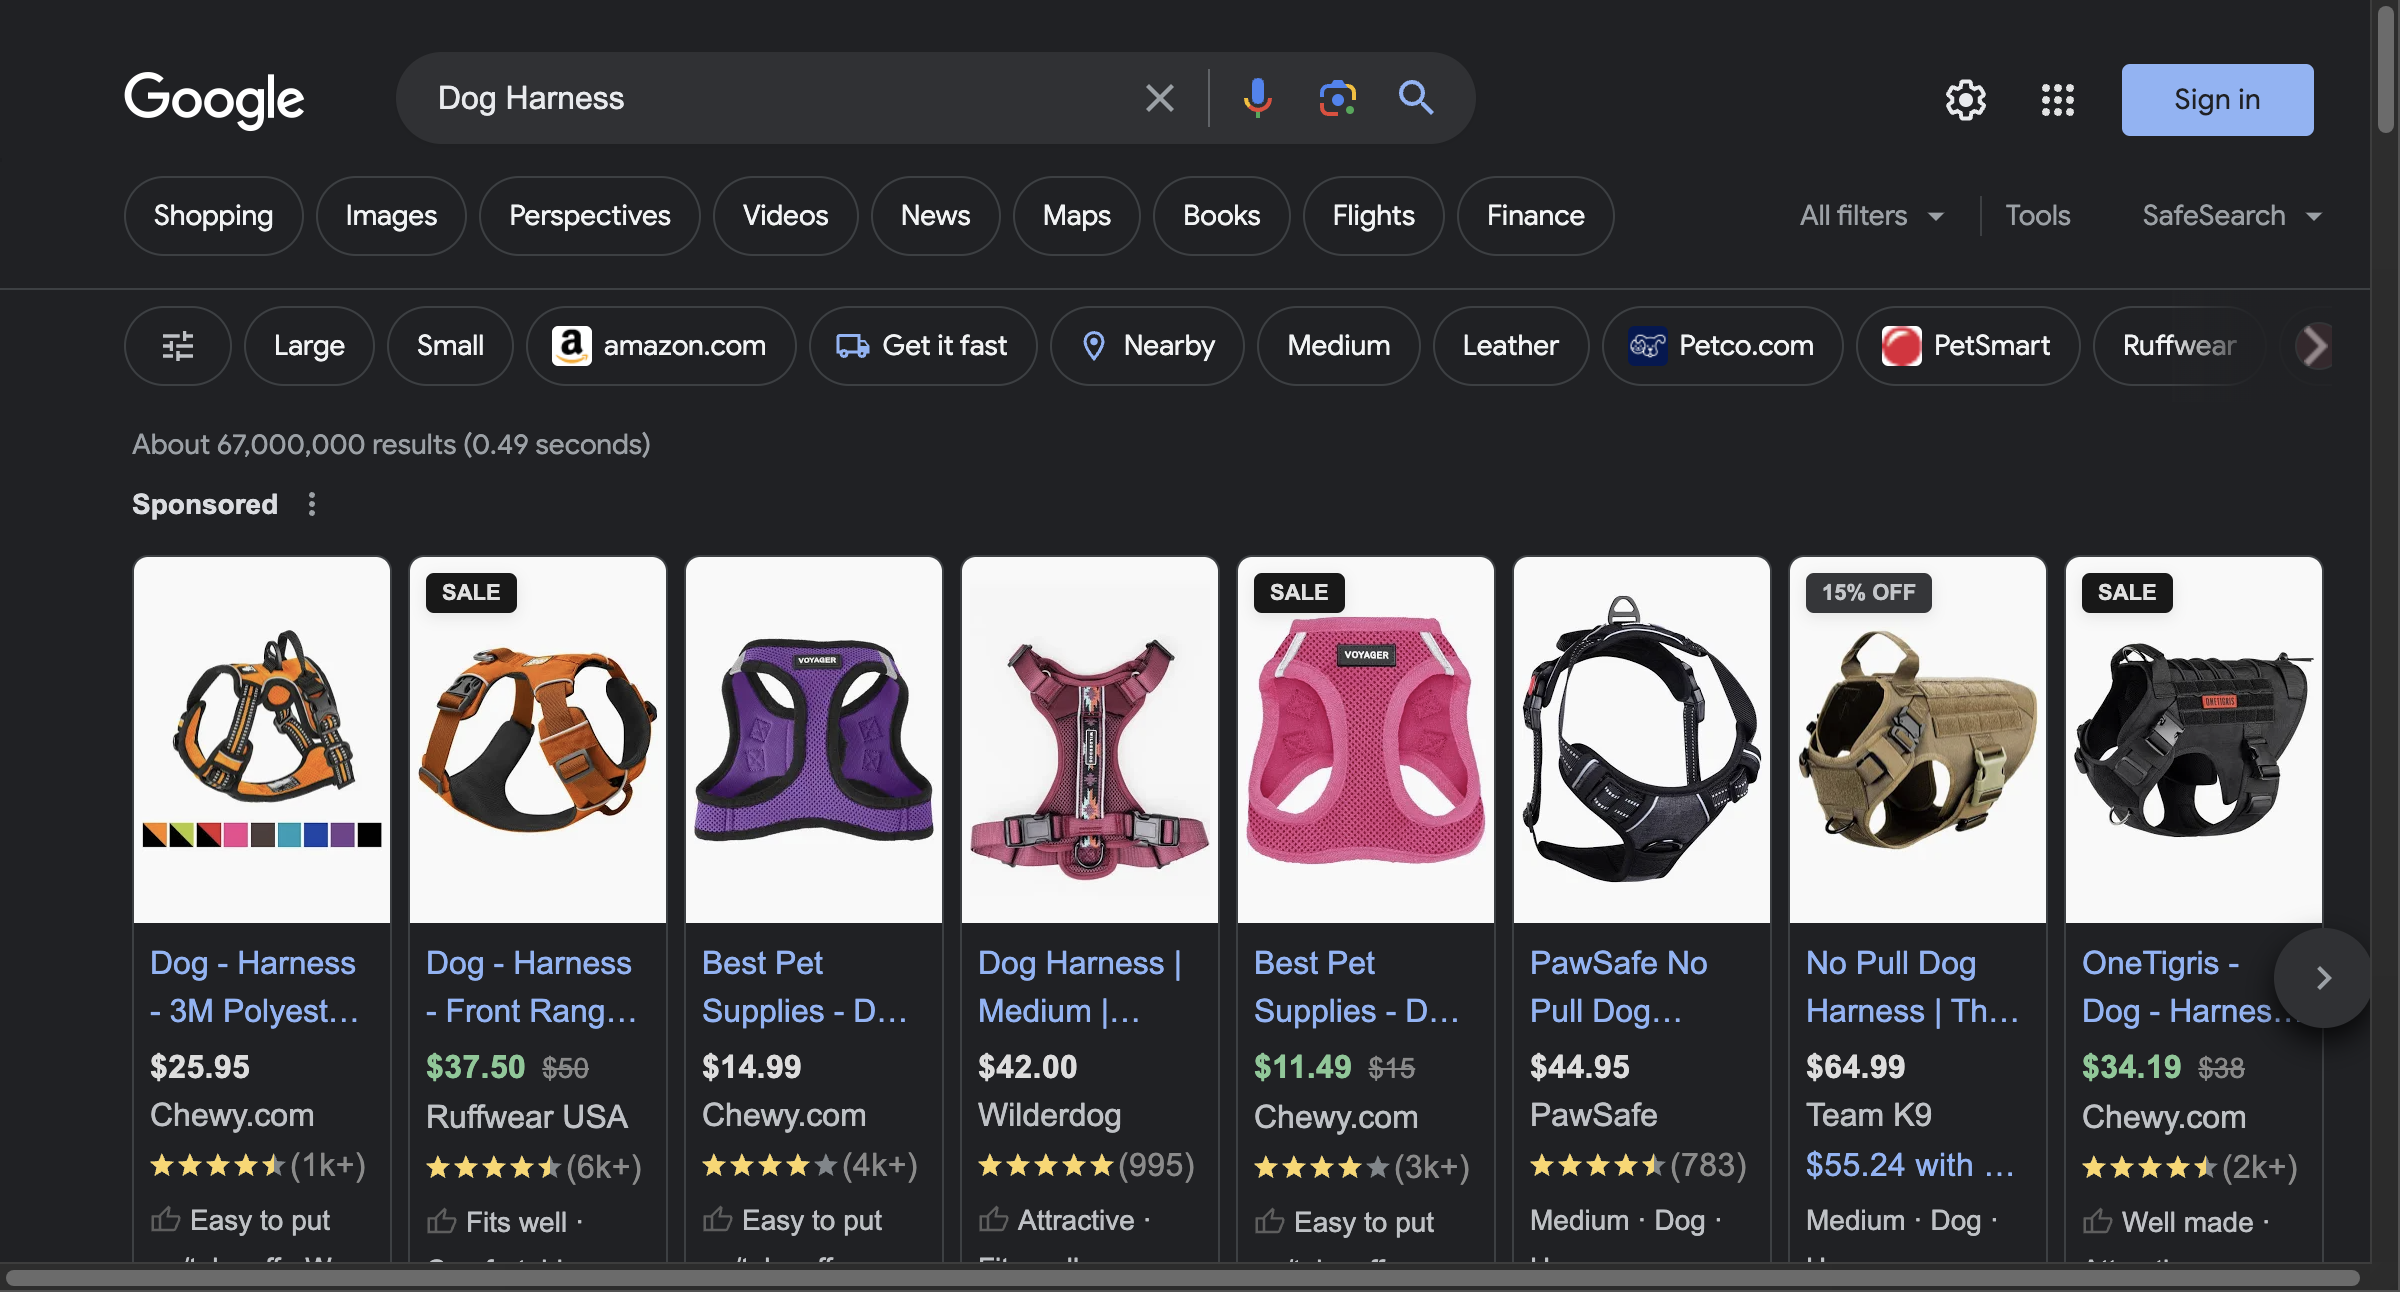 Google
Dog Harness
Sign in
Shopping
Images
Perspectives
Videos
News
Maps
Books
Flights
Finance
All filters
Tools
SafeSearch
Large
Small
amazon.com
Get it fast
Nearby
Medium
Leather
Petco.com
PetSmart
Ruffwear
About 67,000,000 results (0.49 seconds)
Sponsored
Dog - Harness
- 3M Polyest...
$25.95
Chewy.com
(1k+)
Easy to put
SALE
Dog - Harness
- Front Rang...
$37.50 $50
Ruffwear USA
(6k+)
Fits well ·
VOYAGER
Best Pet
Supplies - D...
$14.99
Chewy.com
(4k+)
Easy to put
Dog Harness |
Medium |...
$42.00
Wilderdog
(995)
Attractive ·
SALE
VOYAGER
Best Pet
Supplies - D...
$11.49 $15
Chewy.com
(3k+)
Easy to put
PawSafe No
Pull Dog...
$44.95
PawSafe
(783)
Medium · Dog ·
15% OFF
No Pull Dog
Harness | Th...
$64.99
Team K9
$55.24 with ...
Medium · Dog ·
SALE
ONETIGRIS
OneTigris -
Dog - Harnes...
$34.19 $38
Chewy.com
(2k+)
Well made ·